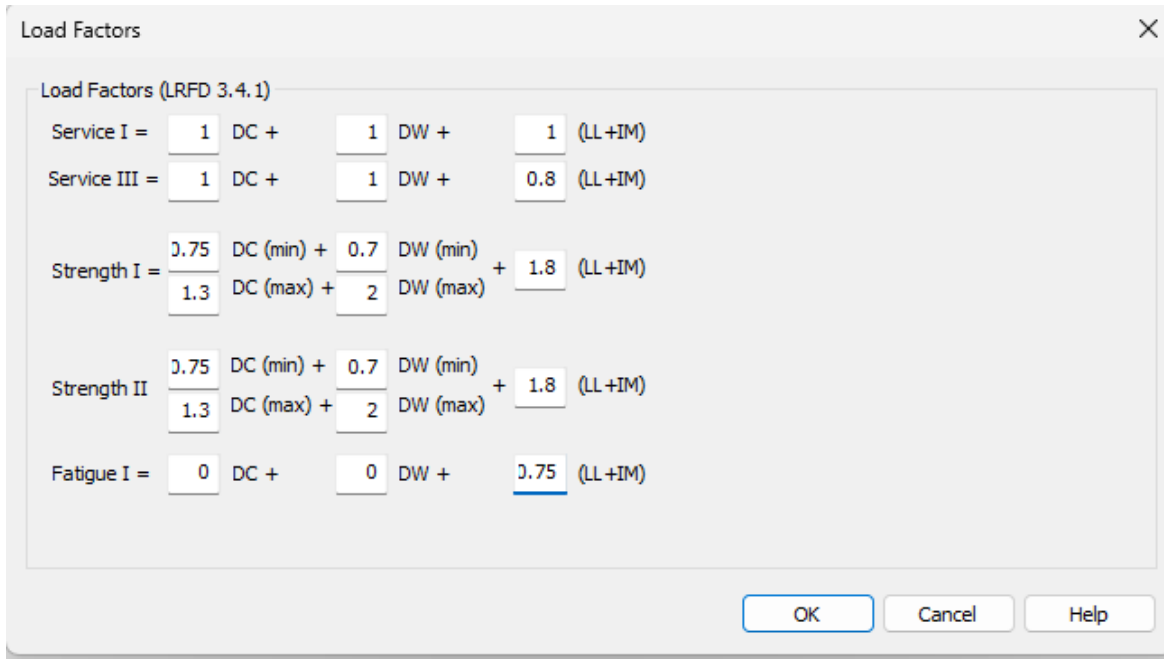 Load Factors
Load Factors (LRFD 3.4.1)
Service I = 1 DC + 1 DW + 1 (LL+IM)
Service III = 1 DC + 1 DW + 0.8 (LL+IM)
0.75 DC (min) + 0.7 DW (min)
Strength I = + 1.8 (LL+IM)
1.3 DC (max) + 2 DW (max)
0.75 DC (min) + 0.7 DW (min)
Strength II + 1.8 (LL+IM)
1.3 DC (max) + 2 DW (max)
Fatigue I = 0 DC + 0 DW + 0.75 (LL+IM)
OK Cancel Help